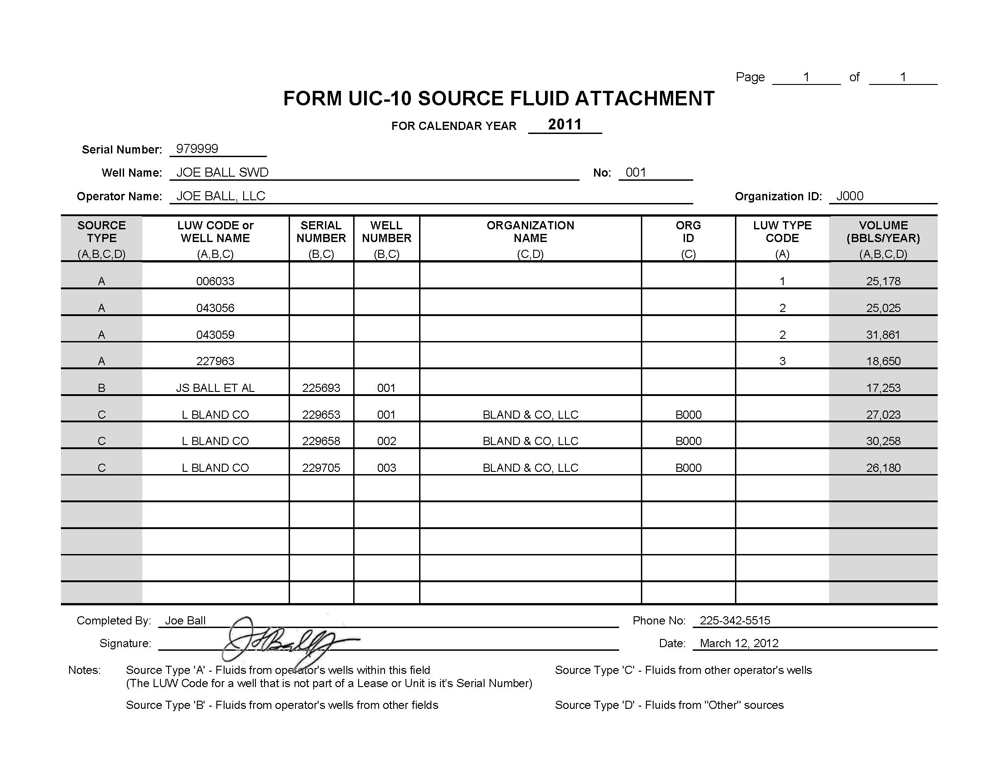 Page 1 of 1
FORM UIC-10 SOURCE FLUID ATTACHMENT
FOR CALENDAR YEAR 2011
Serial Number: 979999
Well Name: JOE BALL SWD No: 001
Operator Name: JOE BALL, LLC Organization ID: J000
SOURCE LUW CODE or SERIAL WELL ORGANIZATION ORG LUW TYPE VOLUME
TYPE WELL NAME NUMBER NUMBER NAME ID CODE (BBLS/YEAR)
(A,B,C,D) (A,B,C) (B,C) (B,C) (C,D) (C) (A) (A,B,C,D)
A 006033 1 25,178
A 043056 2 25,025
A 043059 2 31,861
A 227963 3 18,650
B JS BALL ET AL 225693 001 17,253
C L BLAND CO 229653 001 BLAND & CO, LLC B000 27,023
C L BLAND CO 229658 002 BLAND & CO, LLC B000 30,258
C L BLAND CO 229705 003 BLAND & CO, LLC B000 26,180
Completed By: Joe Ball Phone No: 225-342-5515
Signature: Date: March 12, 2012
Notes: Source Type 'A' - Fluids from operator's wells within this field Source Type 'C' - Fluids from other operator's wells
(The LUW Code for a well that is not part of a Lease or Unit is it's Serial Number)
Source Type 'B' - Fluids from operator's wells from other fields Source Type 'D' - Fluids from "Other" sources